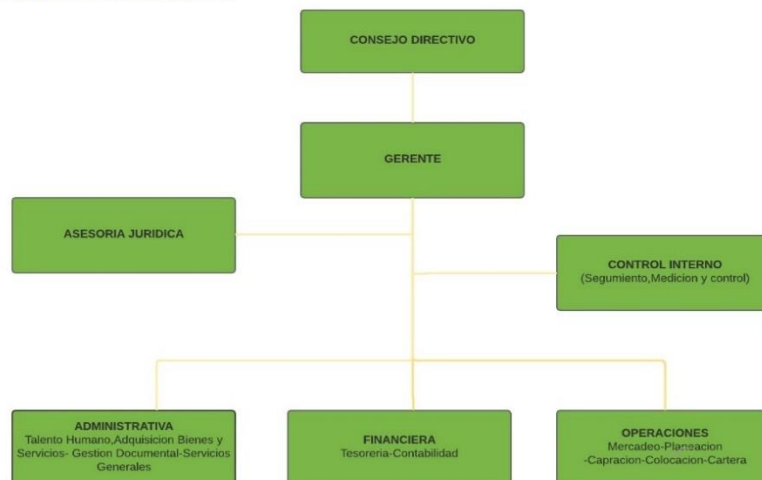 CONSEJO DIRECTIVO
GERENTE
ASESORIA JURIDICA
CONTROL INTERNO
(Segumiento,Medicion y control)
ADMINISTRATIVA
Talento Humano,Adquisicion Bienes y
Servicios- Gestion Documental-Servicios
Generales
FINANCIERA
Tesoreria-Contabilidad
OPERACIONES
Mercadeo-Planeacion
-Capracion-Colocacion-Cartera